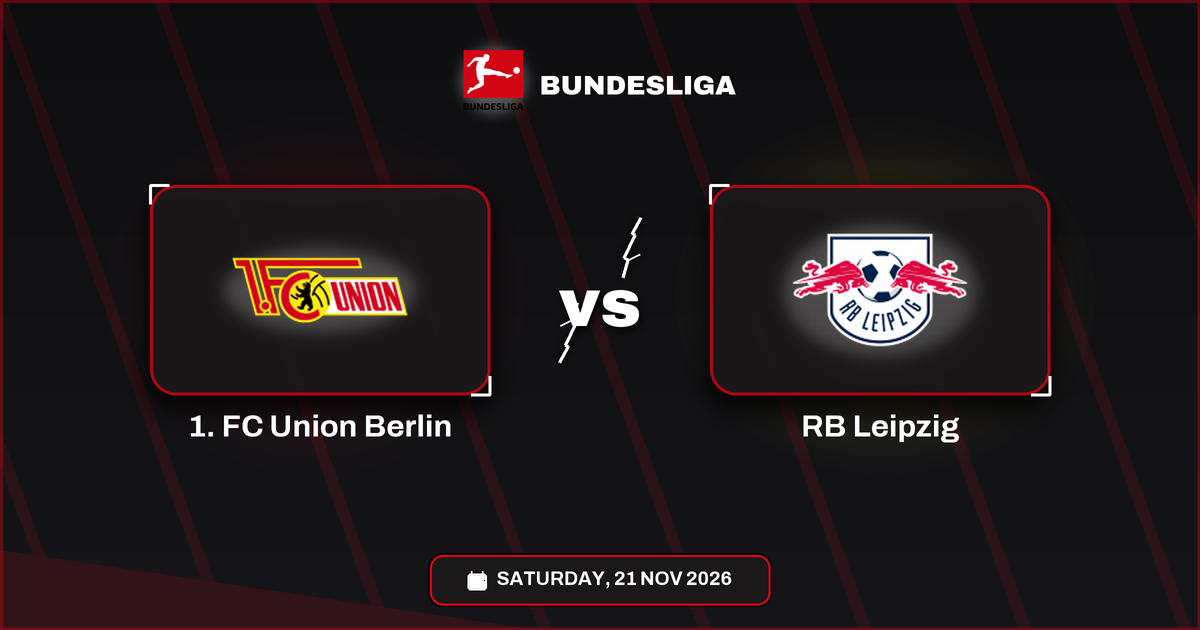 BUNDESLIGA
BUNDESLIGA
1.FC UNION
RB LEIPZIG
vs
1. FC Union Berlin
RB Leipzig
SATURDAY, 21 NOV 2026